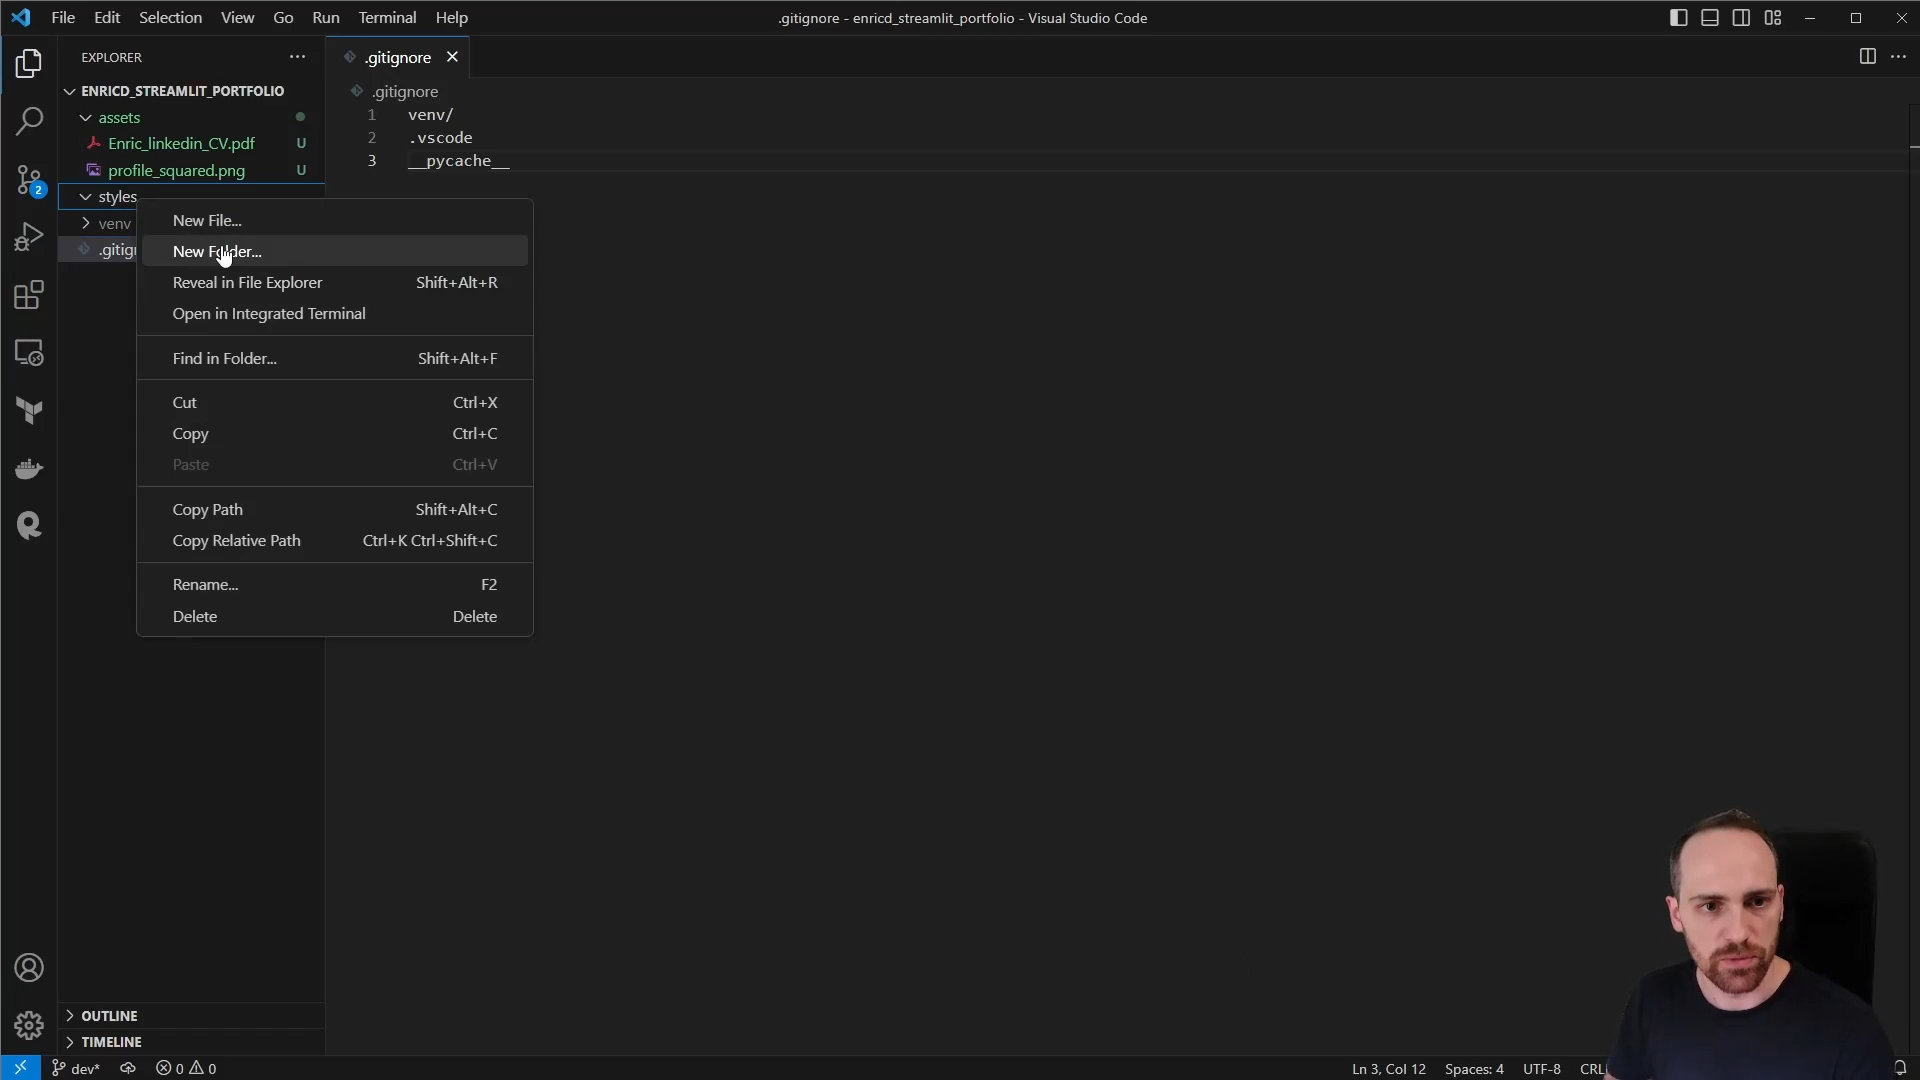 File Edit Selection View Go Run Terminal Help
.gitignore - enricd_streamlit_portfolio - Visual Studio Code
EXPLORER
.gitignore
ENRICD_STREAMLIT_PORTFOLIO
.gitignore
assets
1 venv/
Enric_linkedin_CV.pdf U
2 .vscode
profile_squared.png U
3 __pycache__
2
styles
venv
.gitign
New File...
New Folder...
Reveal in File Explorer Shift+Alt+R
Open in Integrated Terminal
Find in Folder... Shift+Alt+F
Cut Ctrl+X
Copy Ctrl+C
Paste Ctrl+V
Copy Path Shift+Alt+C
Copy Relative Path Ctrl+K Ctrl+Shift+C
Rename... F2
Delete Delete
OUTLINE
TIMELINE
dev* 0 0
Ln 3, Col 12 Spaces: 4 UTF-8 CRL